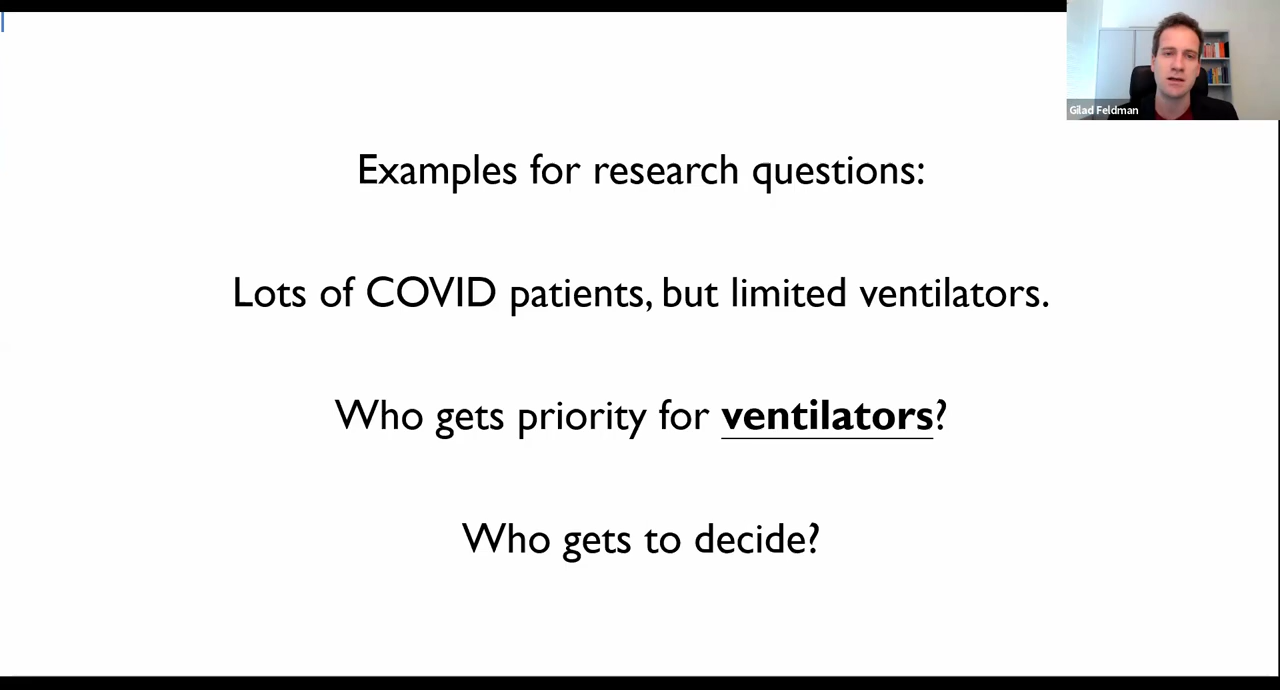 Gilad Feldman
Examples for research questions:
Lots of COVID patients, but limited ventilators.
Who gets priority for ventilators?
Who gets to decide?